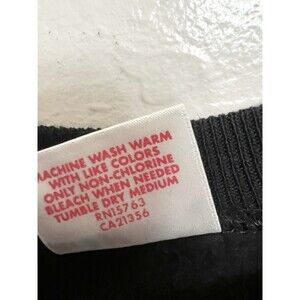 MACHINE WASH WARM
WITH LIKE COLORS
ONLY NON-CHLORINE
BLEACH WHEN NEEDED
TUMBLE DRY MEDIUM
RN15763
CA21356